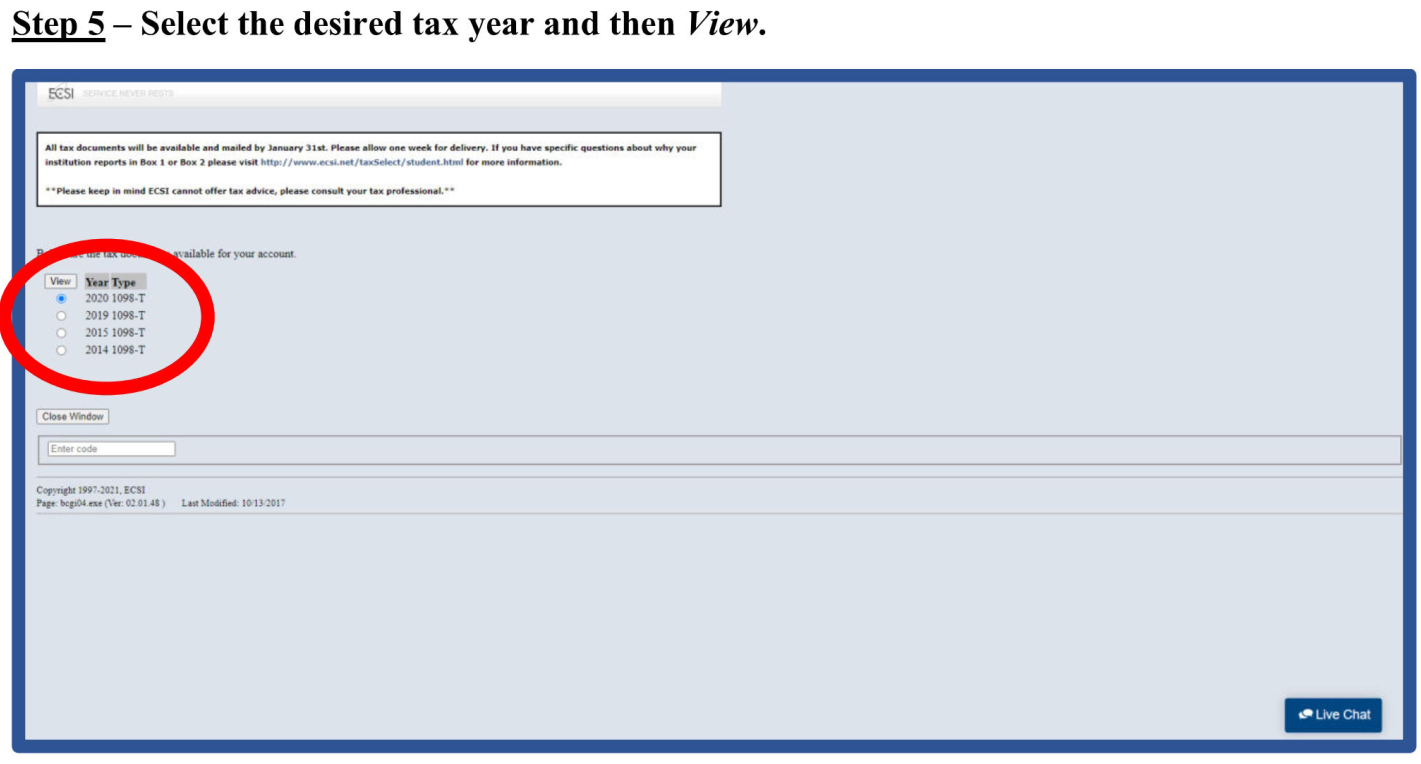 Step 5 – Select the desired tax year and then View.
ECSI SERVICE NEVER RESTS
All tax documents will be available and mailed by January 31st. Please allow one week for delivery. If you have specific questions about why your
institution reports in Box 1 or Box 2 please visit http://www.ecsi.net/taxSelect/student.html for more information.
**Please keep in mind ECSI cannot offer tax advice, please consult your tax professional.**
the tax available for your account.
View Year Type
2020 1098-T
2019 1098-T
2015 1098-T
2014 1098-T
Close Window
Enter code
Copyright 1997-2021, ECSI
Page: bcgi04.exe (Ver: 02.01.48 ) Last Modified: 10/13/2017
Live Chat